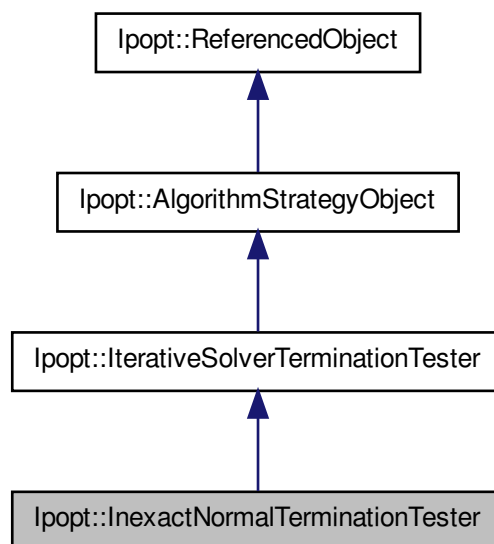 Ipopt::ReferencedObject
Ipopt::AlgorithmStrategyObject
Ipopt::IterativeSolverTerminationTester
Ipopt::InexactNormalTerminationTester